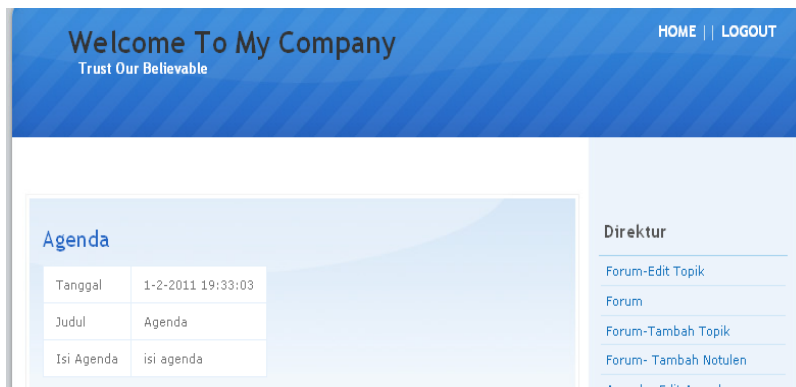 Welcome To My Company
Trust Our Believable
HOME || LOGOUT
Agenda
Tanggal 1-2-2011 19:33:03
Judul Agenda
Isi Agenda isi agenda
Direktur
Forum-Edit Topik
Forum
Forum-Tambah Topik
Forum- Tambah Notulen